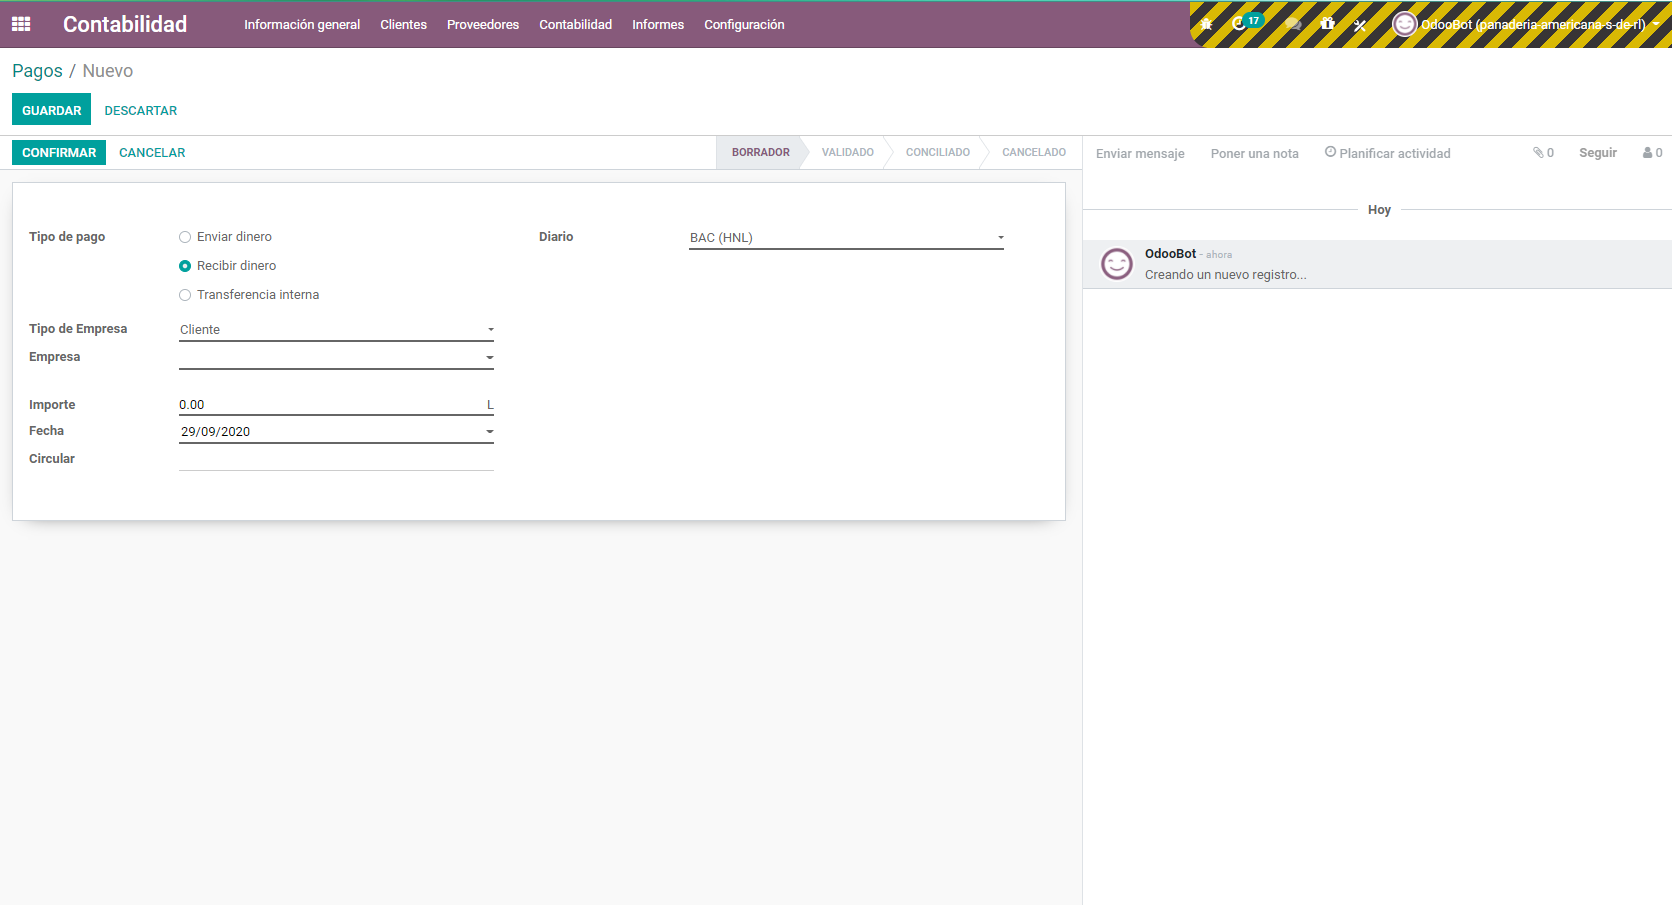 Contabilidad Información general Clientes Proveedores Contabilidad Informes Configuración 17 OdooBot (panaderia-americana-s-de-rl)
Pagos / Nuevo
GUARDAR DESCARTAR
CONFIRMAR CANCELAR BORRADOR VALIDADO CONCILIADO CANCELADO Enviar mensaje Poner una nota Planificar actividad 0 Seguir 0
Hoy
Tipo de pago Enviar dinero Diario BAC (HNL)
Recibir dinero
Transferencia interna
OdooBot - ahora
Creando un nuevo registro...
Tipo de Empresa Cliente
Empresa
Importe 0.00 L
Fecha 29/09/2020
Circular